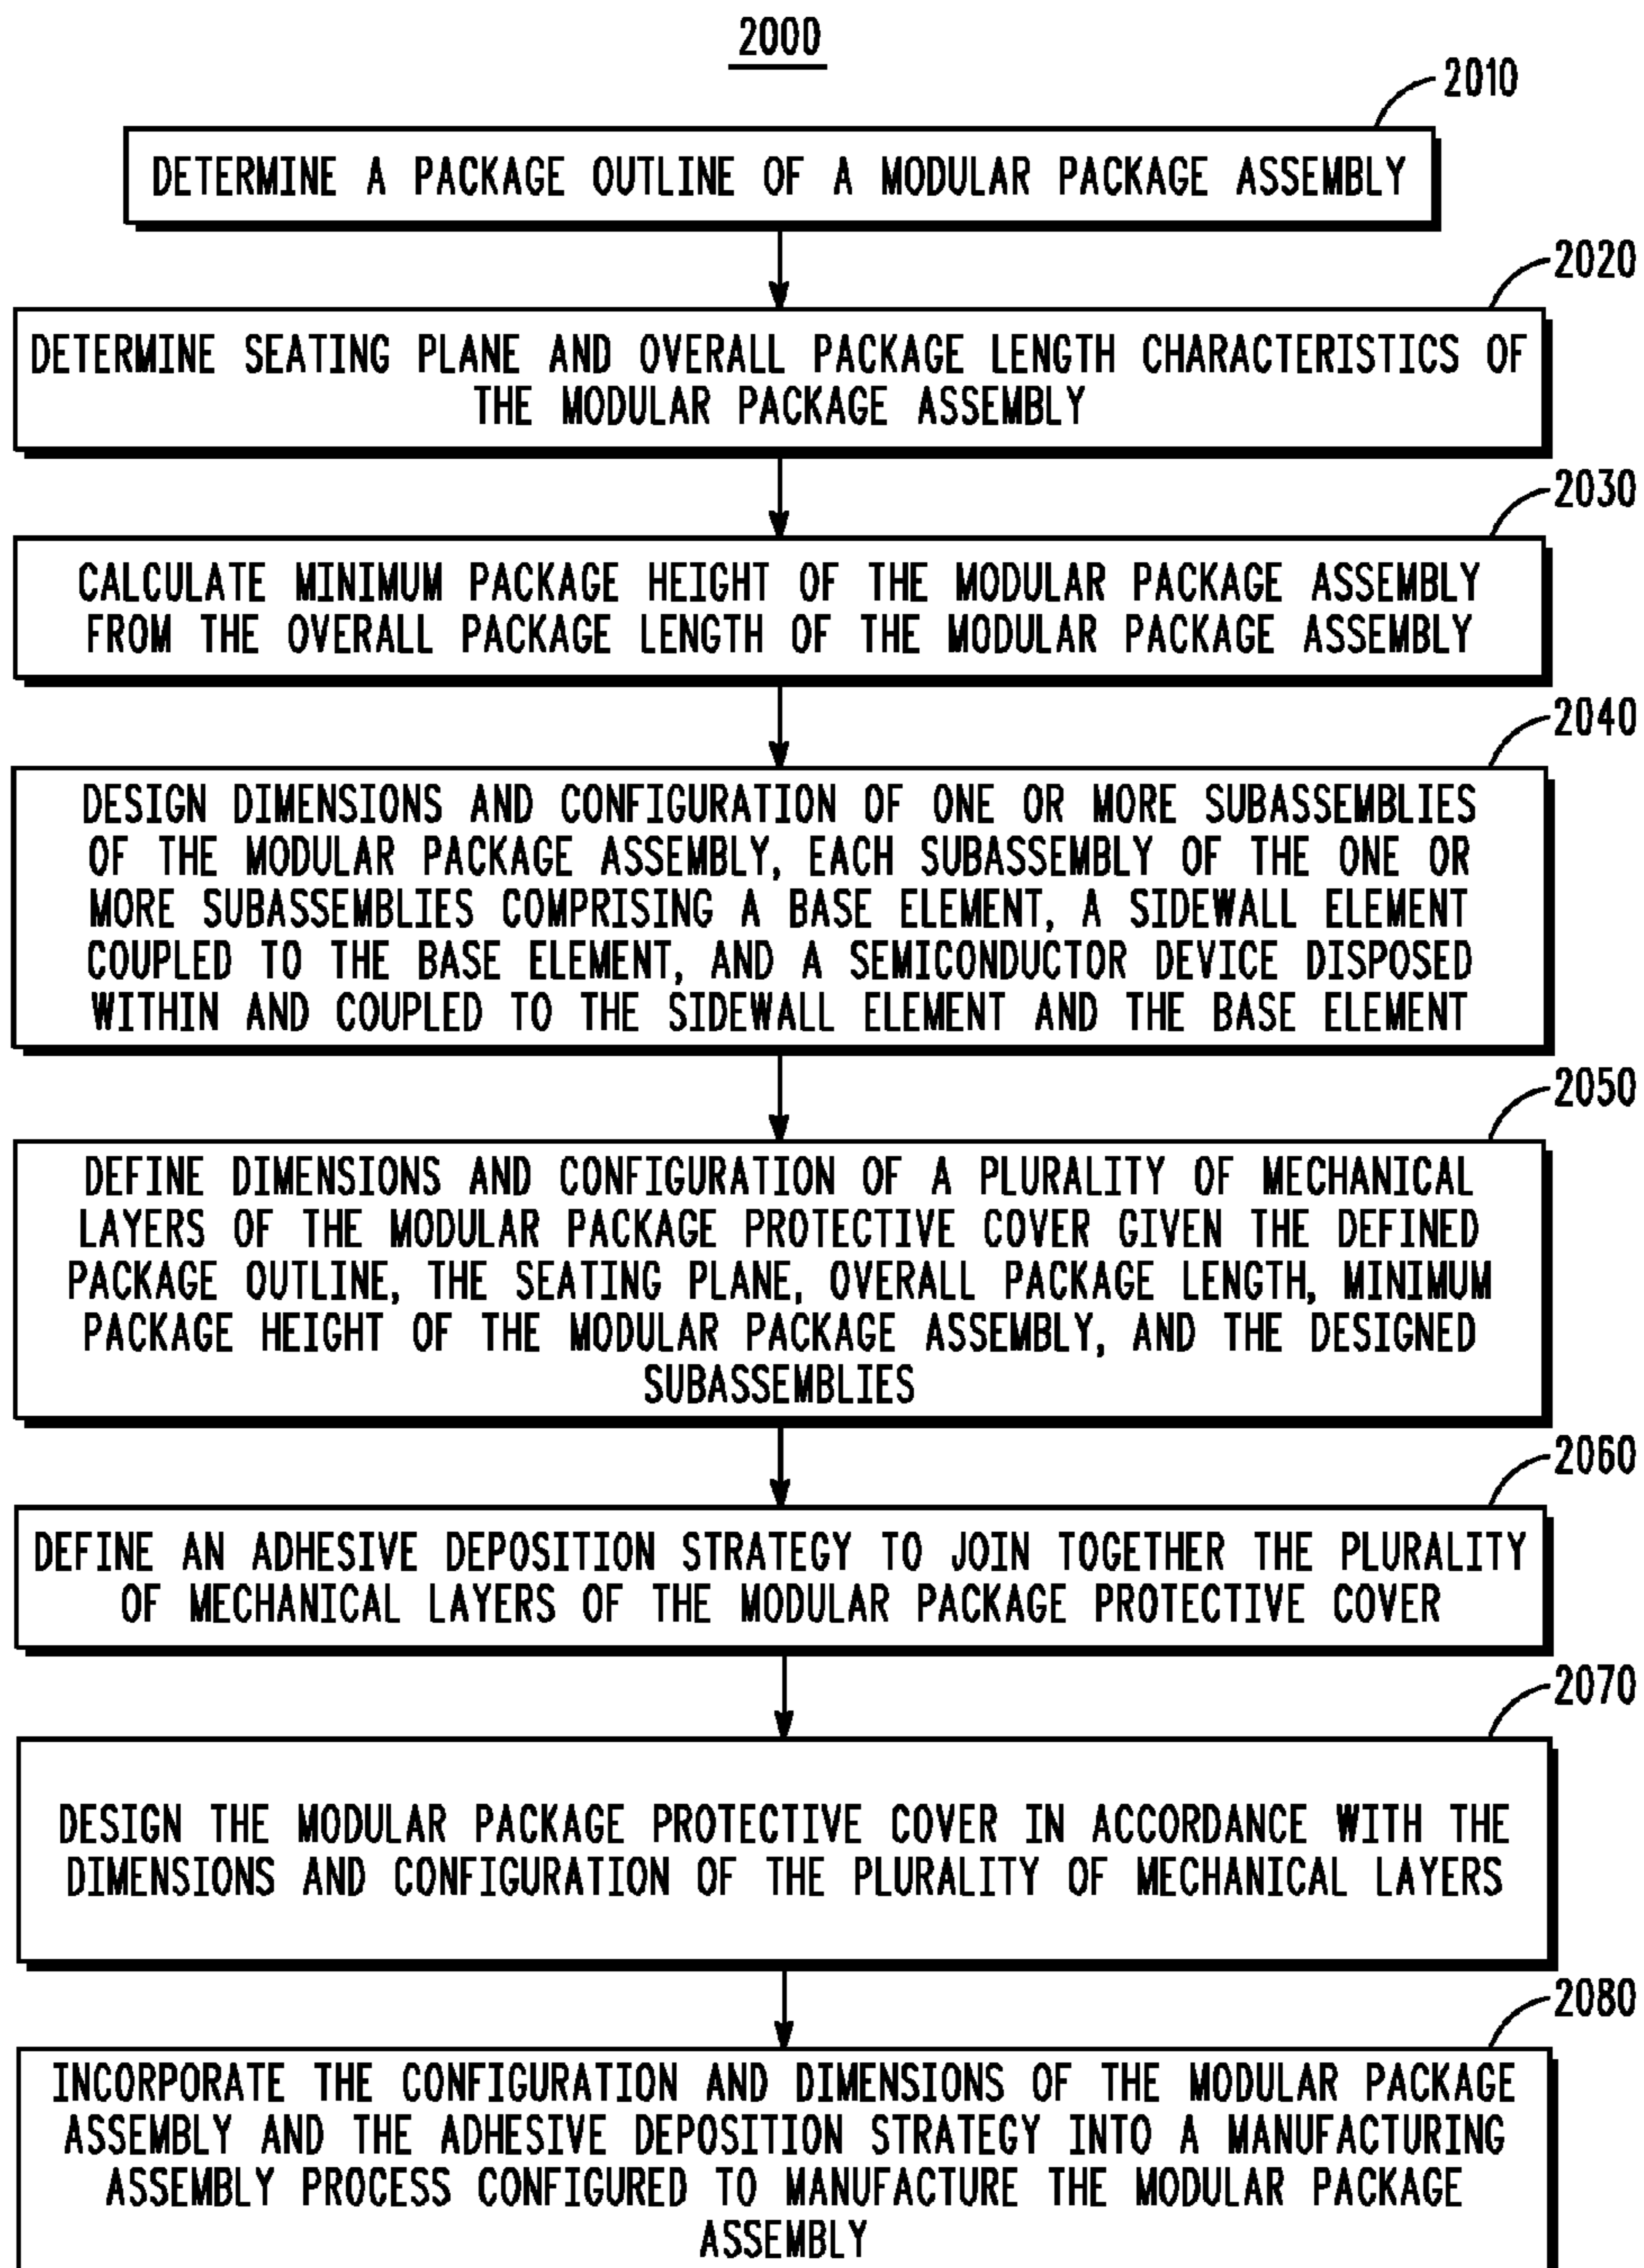 2000
2010
DETERMINE A PACKAGE OUTLINE OF A MODULAR PACKAGE ASSEMBLY
2020
DETERMINE SEATING PLANE AND OVERALL PACKAGE LENGTH CHARACTERISTICS OF
THE MODULAR PACKAGE ASSEMBLY
2030
CALCULATE MINIMUM PACKAGE HEIGHT OF THE MODULAR PACKAGE ASSEMBLY
FROM THE OVERALL PACKAGE LENGTH OF THE MODULAR PACKAGE ASSEMBLY
2040
DESIGN DIMENSIONS AND CONFIGURATION OF ONE OR MORE SUBASSEMBLIES
OF THE MODULAR PACKAGE ASSEMBLY, EACH SUBASSEMBLY OF THE ONE OR
MORE SUBASSEMBLIES COMPRISING A BASE ELEMENT, A SIDEWALL ELEMENT
COUPLED TO THE BASE ELEMENT, AND A SEMICONDUCTOR DEVICE DISPOSED
WITHIN AND COUPLED TO THE SIDEWALL ELEMENT AND THE BASE ELEMENT
2050
DEFINE DIMENSIONS AND CONFIGURATION OF A PLURALITY OF MECHANICAL
LAYERS OF THE MODULAR PACKAGE PROTECTIVE COVER GIVEN THE DEFINED
PACKAGE OUTLINE, THE SEATING PLANE, OVERALL PACKAGE LENGTH, MINIMUM
PACKAGE HEIGHT OF THE MODULAR PACKAGE ASSEMBLY, AND THE DESIGNED
SUBASSEMBLIES
2060
DEFINE AN ADHESIVE DEPOSITION STRATEGY TO JOIN TOGETHER THE PLURALITY
OF MECHANICAL LAYERS OF THE MODULAR PACKAGE PROTECTIVE COVER
2070
DESIGN THE MODULAR PACKAGE PROTECTIVE COVER IN ACCORDANCE WITH THE
DIMENSIONS AND CONFIGURATION OF THE PLURALITY OF MECHANICAL LAYERS
2080
INCORPORATE THE CONFIGURATION AND DIMENSIONS OF THE MODULAR PACKAGE
ASSEMBLY AND THE ADHESIVE DEPOSITION STRATEGY INTO A MANUFACTURING
ASSEMBLY PROCESS CONFIGURED TO MANUFACTURE THE MODULAR PACKAGE
ASSEMBLY